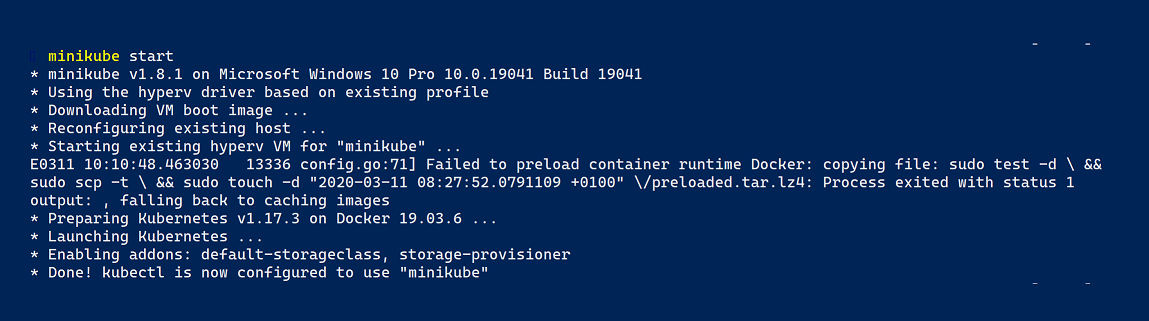 minikube start
* minikube v1.8.1 on Microsoft Windows 10 Pro 10.0.19041 Build 19041
* Using the hyperv driver based on existing profile
* Downloading VM boot image ...
* Reconfiguring existing host ...
* Starting existing hyperv VM for "minikube" ...
E0311 10:10:48.463030   13336 config.go:71] Failed to preload container runtime Docker: copying file: sudo test -d \ &&
sudo scp -t \ && sudo touch -d "2020-03-11 08:27:52.0791109 +0100" \/preloaded.tar.lz4: Process exited with status 1
output: , falling back to caching images
* Preparing Kubernetes v1.17.3 on Docker 19.03.6 ...
* Launching Kubernetes ...
* Enabling addons: default-storageclass, storage-provisioner
* Done! kubectl is now configured to use "minikube"